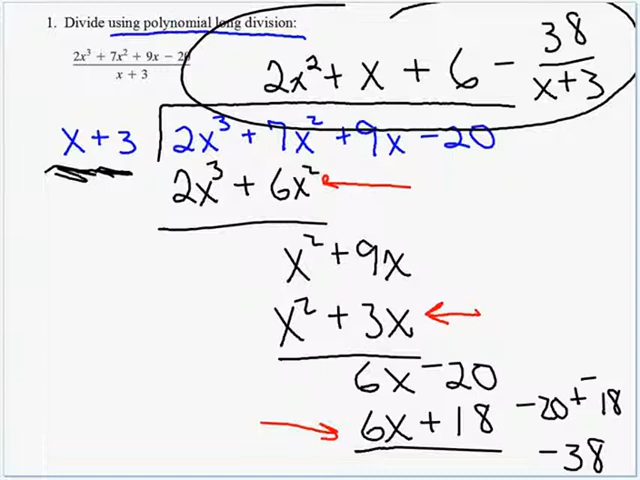 1. Divide using polynomial long division:
2x³ + 7x² + 9x − 20
x + 3
2x² + x + 6 − 38/(x+3)
x+3 2x³ + 7x² + 9x − 20
2x³ + 6x²
x² + 9x
x² + 3x
6x − 20
6x + 18
−20 + −18
−38